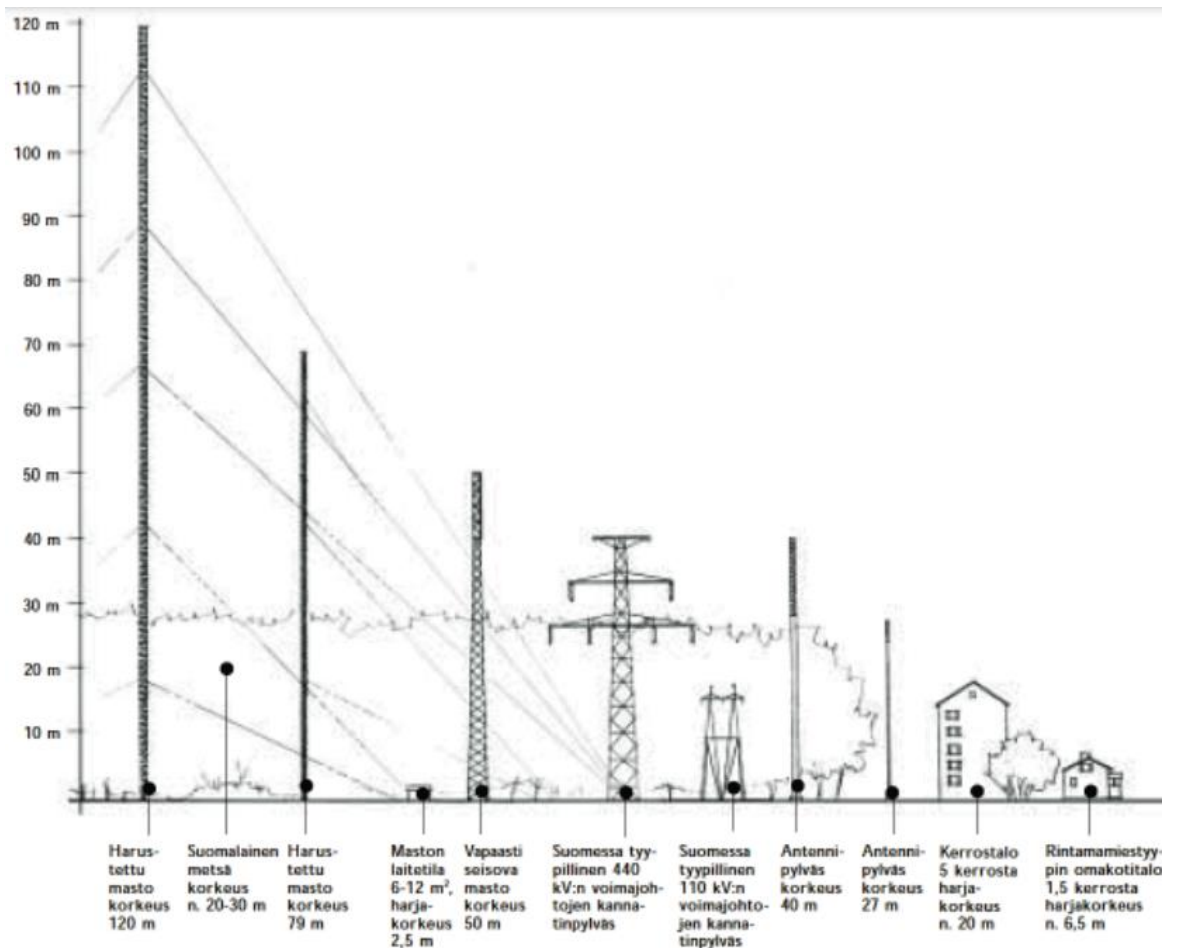 120 m
110 m
100 m
90 m
80 m
70 m
60 m
50 m
40 m
30 m
20 m
10 m
Harus-
tettu
masto
korkeus
120 m
Suomalainen
metsä
korkeus
n. 20-30 m
Harus-
tettu
masto
korkeus
79 m
Maston
laitetila
6-12 m²,
harja-
korkeus
2,5 m
Vapaasti
seisova
masto
korkeus
50 m
Suomessa tyy-
pillinen 440
kV:n voimajoh-
tojen kanna-
tinpylväs
Suomessa
tyypillinen
110 kV:n
voimajohto-
jen kanna-
tinpylväs
Antenni-
pylväs
korkeus
40 m
Antenni-
pylväs
korkeus
27 m
Kerrostalo
5 kerrosta
harja-
korkeus
n. 20 m
Rintamamiestyy-
pin omakotitalo
1,5 kerrosta
harjakorkeus
n. 6,5 m